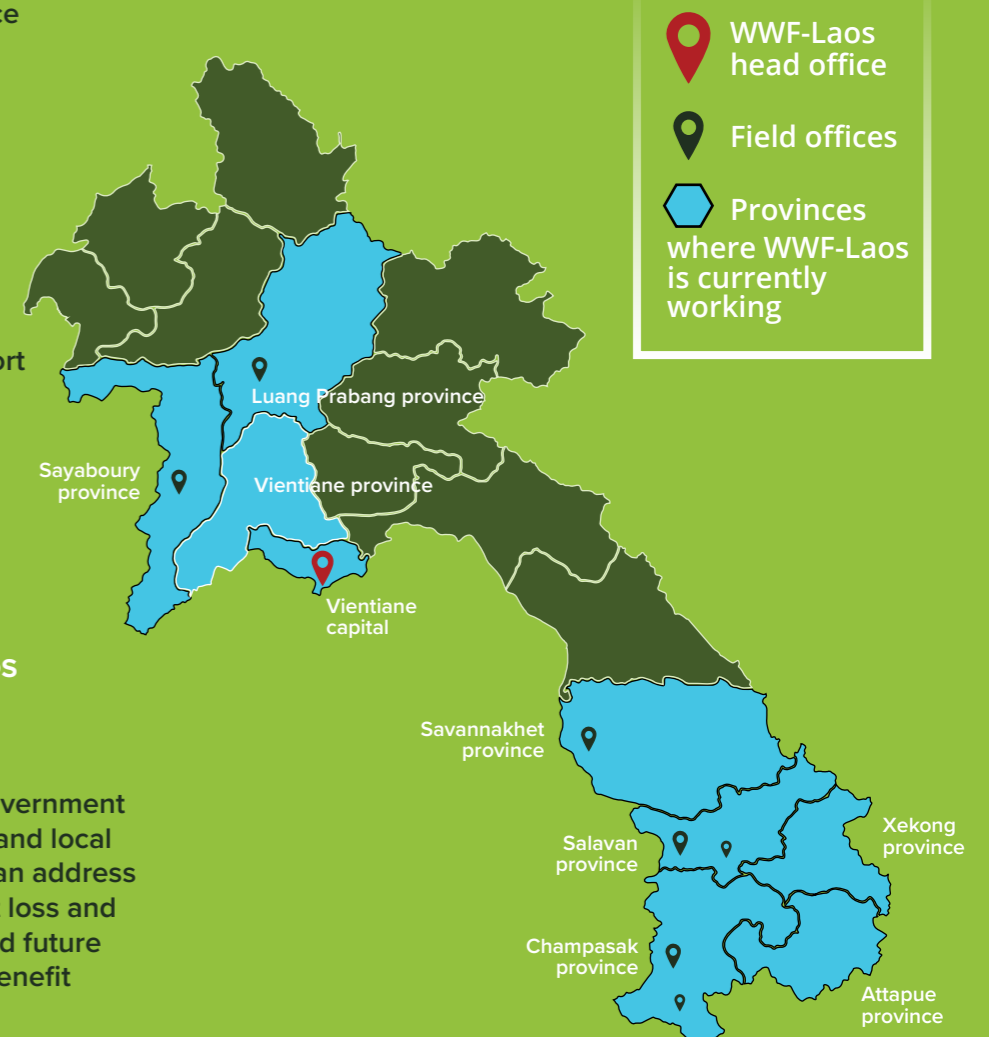 ce
WWF-Laos
head office
Field offices
Provinces
where WWF-Laos
is currently
working
ort
Luang Prabang province
Sayaboury
province
Vientiane province
Vientiane
capital
os
Savannakhet
province
vernment
and local
an address
loss and
d future
enefit
Salavan
province
Xekong
province
Champasak
province
Attapue
province